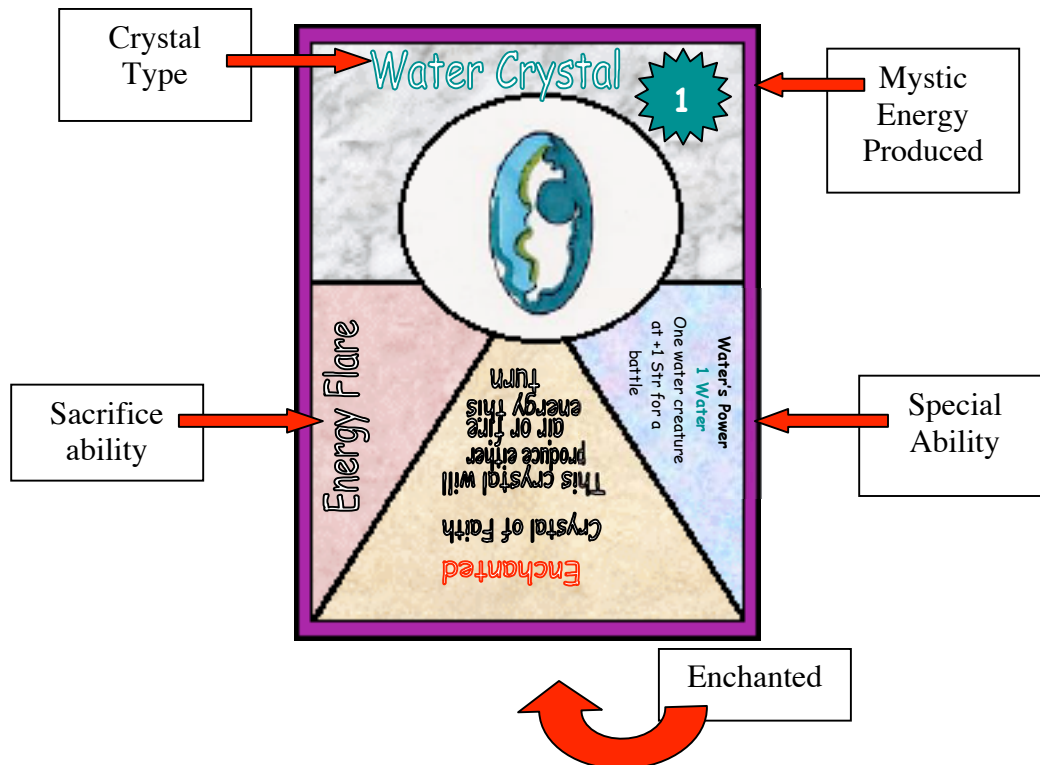 Crystal
Type
Water Crystal
1
Mystic
Energy
Produced
Sacrifice
ability
Energy Flare
Water's Power
1 Water
One water creature
at +1 Str for a
battle
Special
Ability
Enchanted
Crystal of Faith
This crystal will
produce either
air or fire
energy this
turn
Enchanted